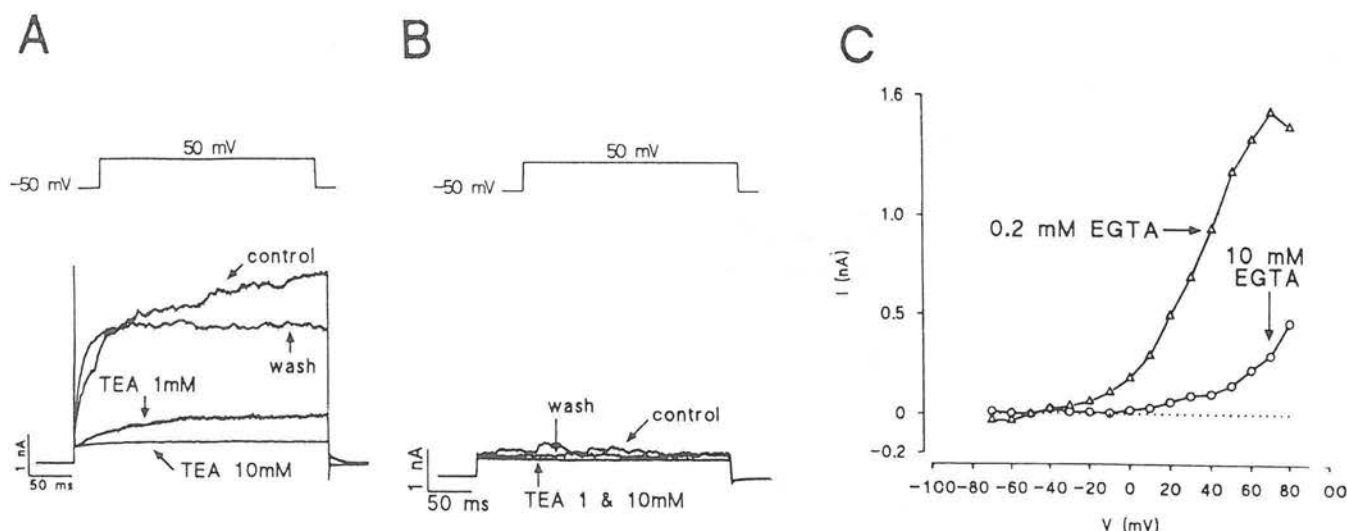 A
50 mV
-50 mV
control
wash
TEA 1mM
TEA 10mM
1 nA
50 ms
B
50 mV
-50 mV
wash
control
1 nA
50 ms
TEA 1 & 10mM
C
1.6
1.0
0.5
0
-0.2
I (nA)
0.2 mM EGTA
10 mM
EGTA
-100 -80 -60 -40 -20 0 20 40 60 80 00
V (mV)